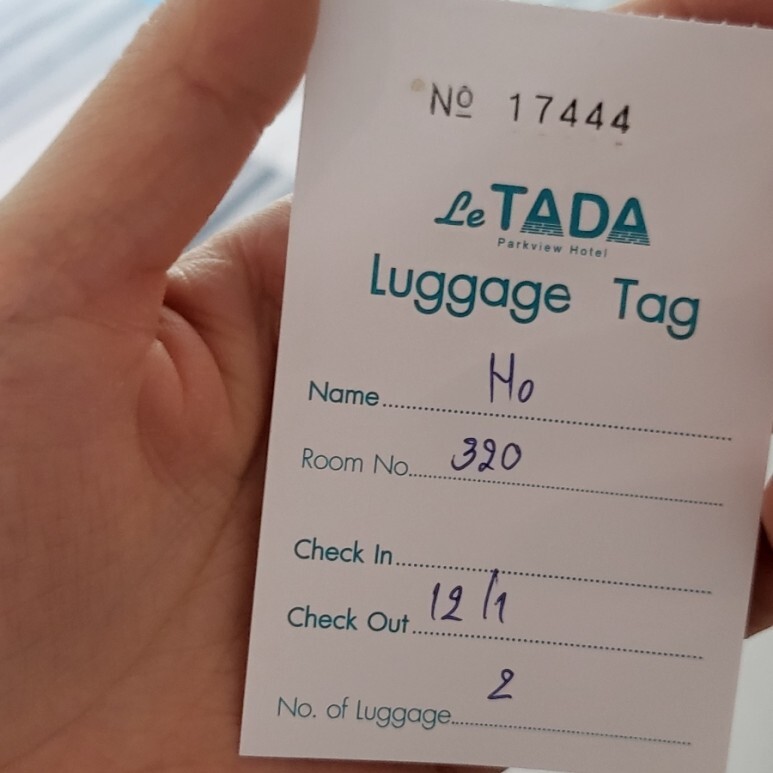 Nº 17444
Le TADA
Parkview Hotel
Luggage Tag
Name Ho
Room No. 320
Check In
Check Out 12/1
No. of Luggage 2